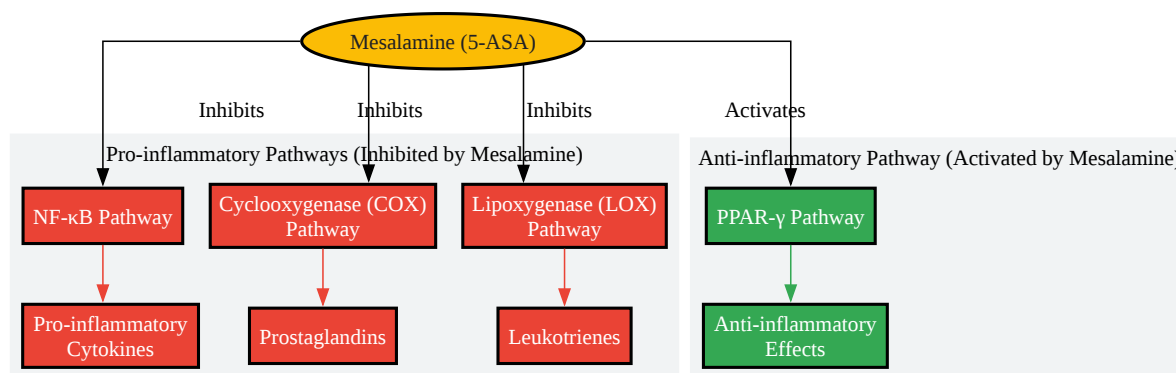 Mesalamine (5-ASA)
Inhibits
Inhibits
Inhibits
Activates
Pro-inflammatory Pathways (Inhibited by Mesalamine)
Anti-inflammatory Pathway (Activated by Mesalamine)
NF-κB Pathway
Cyclooxygenase (COX)
Pathway
Lipoxygenase (LOX)
Pathway
PPAR-γ Pathway
Pro-inflammatory
Cytokines
Prostaglandins
Leukotrienes
Anti-inflammatory
Effects